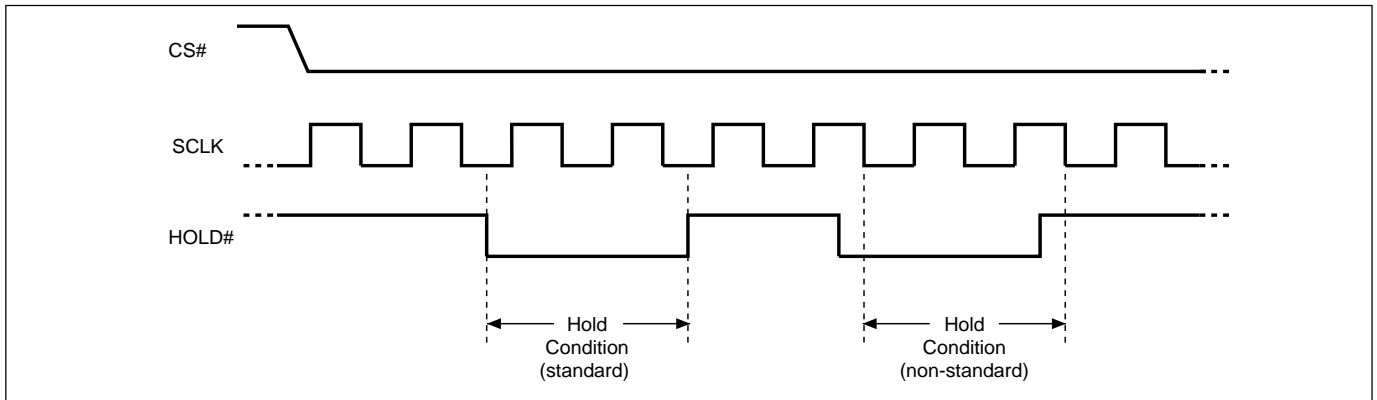 CS#
SCLK
HOLD#
Hold
Condition
(standard)
Hold
Condition
(non-standard)